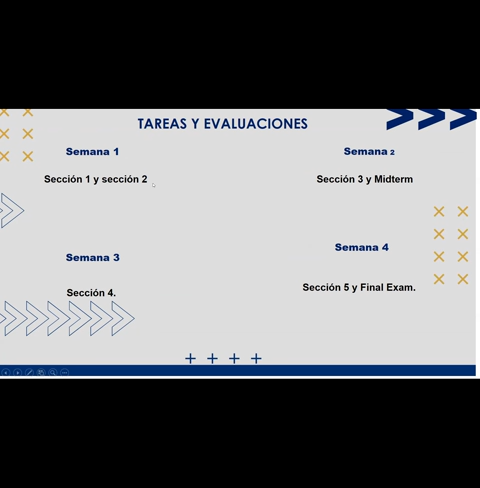 TAREAS Y EVALUACIONES
Semana 1
Sección 1 y sección 2
Semana 2
Sección 3 y Midterm
Semana 3
Sección 4.
Semana 4
Sección 5 y Final Exam.